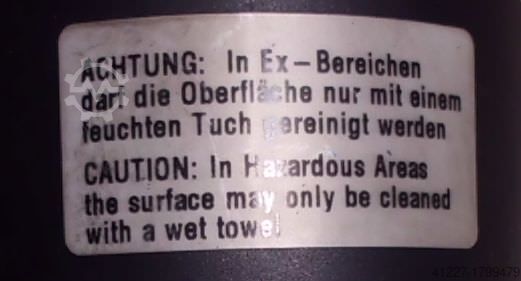 ACHTUNG: In Ex-Bereichen
darf die Oberfläche nur mit einem
feuchten Tuch gereinigt werden
CAUTION: In Hazardous Areas
the surface may only be cleaned
with a wet towel
41227-1799479